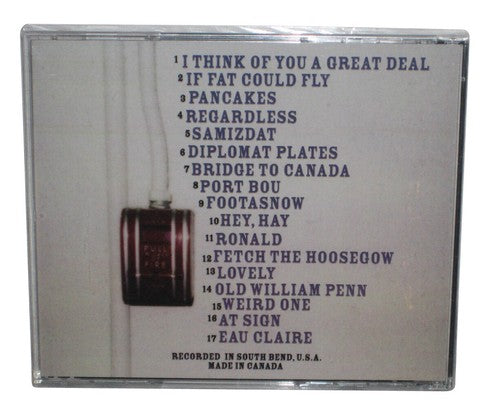 1 I THINK OF YOU A GREAT DEAL
2 IF FAT COULD FLY
3 PANCAKES
4 REGARDLESS
5 SAMIZDAT
6 DIPLOMAT PLATES
7 BRIDGE TO CANADA
8 PORT BOU
9 FOOTASNOW
10 HEY, HAY
11 RONALD
12 FETCH THE HOOSEGOW
13 LOVELY
14 OLD WILLIAM PENN
15 WEIRD ONE
16 AT SIGN
17 EAU CLAIRE
RECORDED IN SOUTH BEND, U.S.A.
MADE IN CANADA
PULL
FIRE